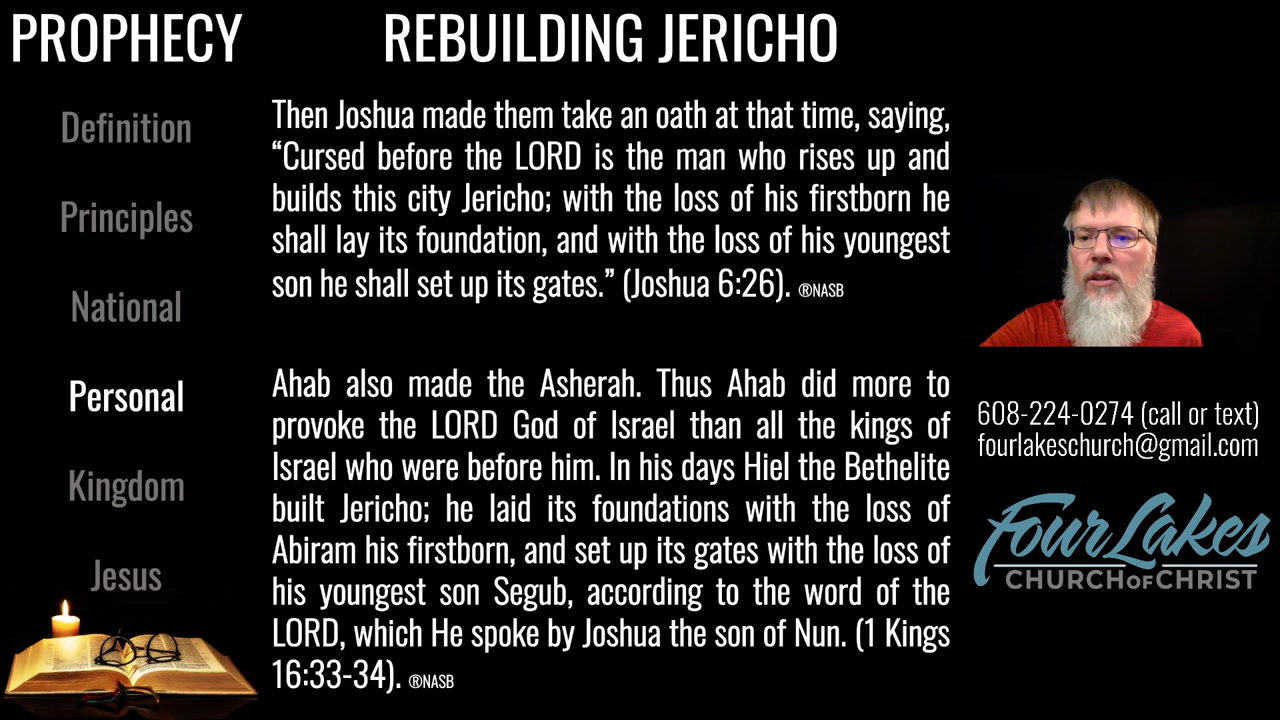 PROPHECY
REBUILDING JERICHO
Definition
Principles
National
Personal
Kingdom
Jesus
Then Joshua made them take an oath at that time, saying,
“Cursed before the LORD is the man who rises up and
builds this city Jericho; with the loss of his firstborn he
shall lay its foundation, and with the loss of his youngest
son he shall set up its gates.” (Joshua 6:26). ®NASB
Ahab also made the Asherah. Thus Ahab did more to
provoke the LORD God of Israel than all the kings of
Israel who were before him. In his days Hiel the Bethelite
built Jericho; he laid its foundations with the loss of
Abiram his firstborn, and set up its gates with the loss of
his youngest son Segub, according to the word of the
LORD, which He spoke by Joshua the son of Nun. (1 Kings
16:33-34). ®NASB
608-224-0274 (call or text)
fourlakeschurch@gmail.com
Four Lakes
CHURCH OF CHRIST